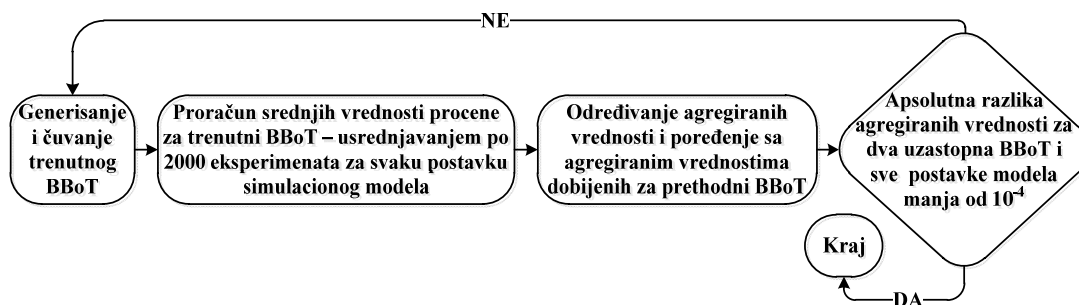 NE
Generisanje
i čuvanje
trenutnog
BBoT
Proračun srednjih vrednosti procene
za trenutni BBoT – usrednjavanjem po
2000 eksperimenata za svaku postavku
simulacionog modela
Određivanje agregiranih
vrednosti i poređenje sa
agregiranim vrednostima
dobijenih za prethodni BBoT
Apsolutna razlika
agregiranih vrednosti za
dva uzastopna BBoT i
sve postavke modela
manja od 10⁻⁴
Kraj
DA